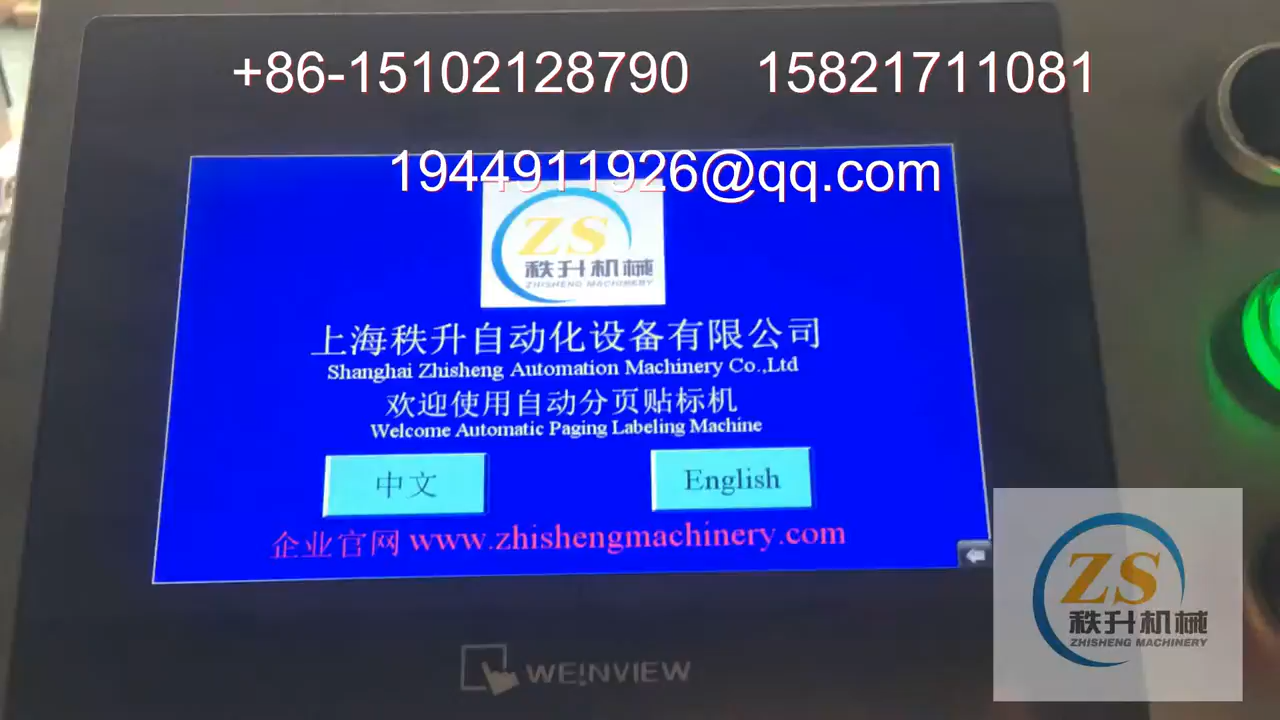 +86-15102128790 15821711081
1944911926@qq.com
ZS
秩升机械
ZHISHENG MACHINERY
上海秩升自动化设备有限公司
Shanghai Zhisheng Automation Machinery Co.,Ltd
欢迎使用自动分页贴标机
Welcome Automatic Paging Labeling Machine
中文 English
企业官网 www.zhishengmachinery.com
ZS
秩升机械
ZHISHENG MACHINERY
WE!NVIEW